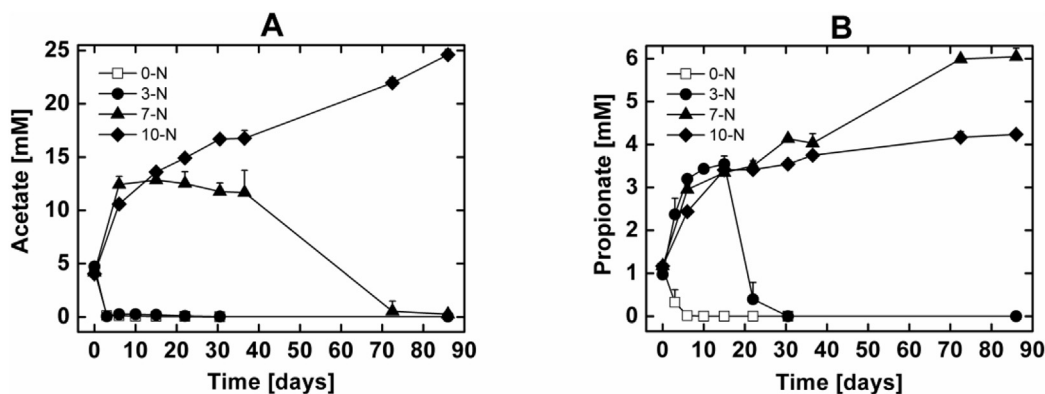 A
Acetate [mM]
25
20
15
10
5
0
0-N
3-N
7-N
10-N
0 10 20 30 40 50 60 70 80 90
Time [days]
B
Propionate [mM]
6
5
4
3
2
1
0
0-N
3-N
7-N
10-N
0 10 20 30 40 50 60 70 80 90
Time [days]